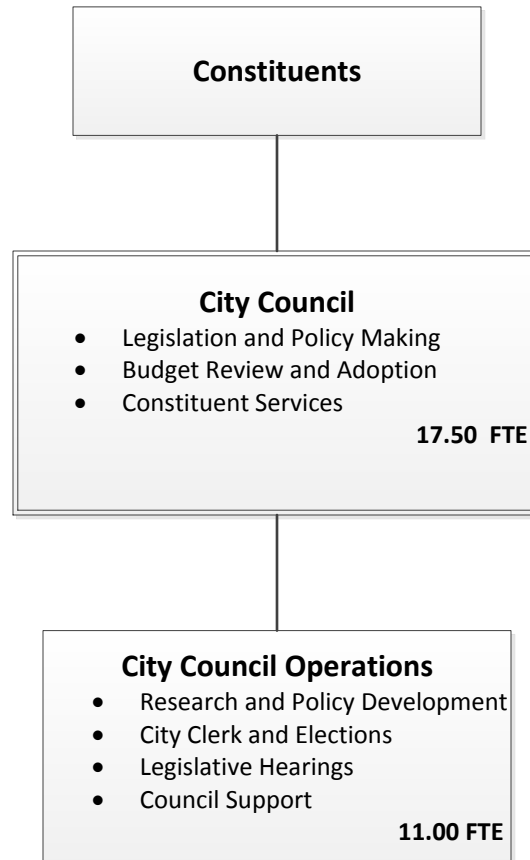 Constituents
City Council
• Legislation and Policy Making
• Budget Review and Adoption
• Constituent Services
17.50 FTE
City Council Operations
• Research and Policy Development
• City Clerk and Elections
• Legislative Hearings
• Council Support
11.00 FTE